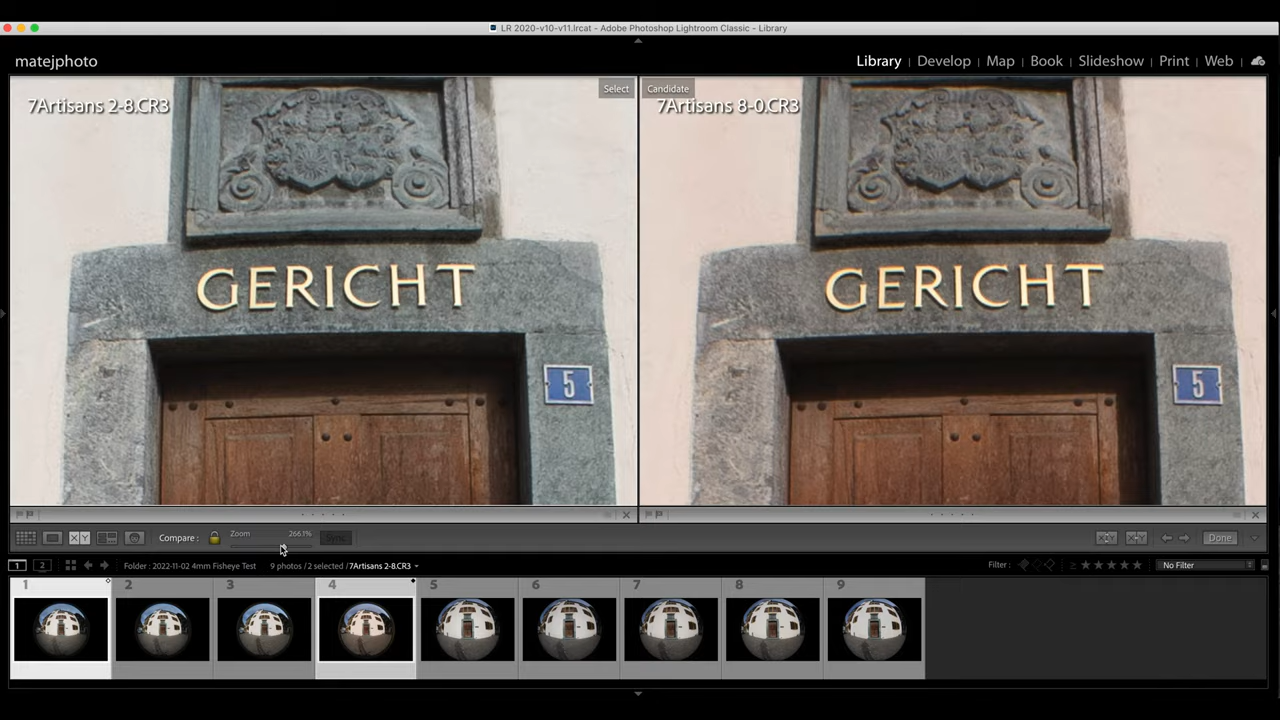 LR 2020-v10-v11.lrcat - Adobe Photoshop Lightroom Classic - Library
matejphoto
Library | Develop | Map | Book | Slideshow | Print | Web
Select
Candidate
7Artisans 2-8.CR3
7Artisans 8-0.CR3
GERICHT
GERICHT
5
5
Compare :
Zoom
266.1%
Sync
Done
1
2
Folder : 2022-11-02 4mm Fisheye Test
9 photos / 2 selected / 7Artisans 2-8.CR3
Filter :
No Filter
1
2
3
4
5
6
7
8
9